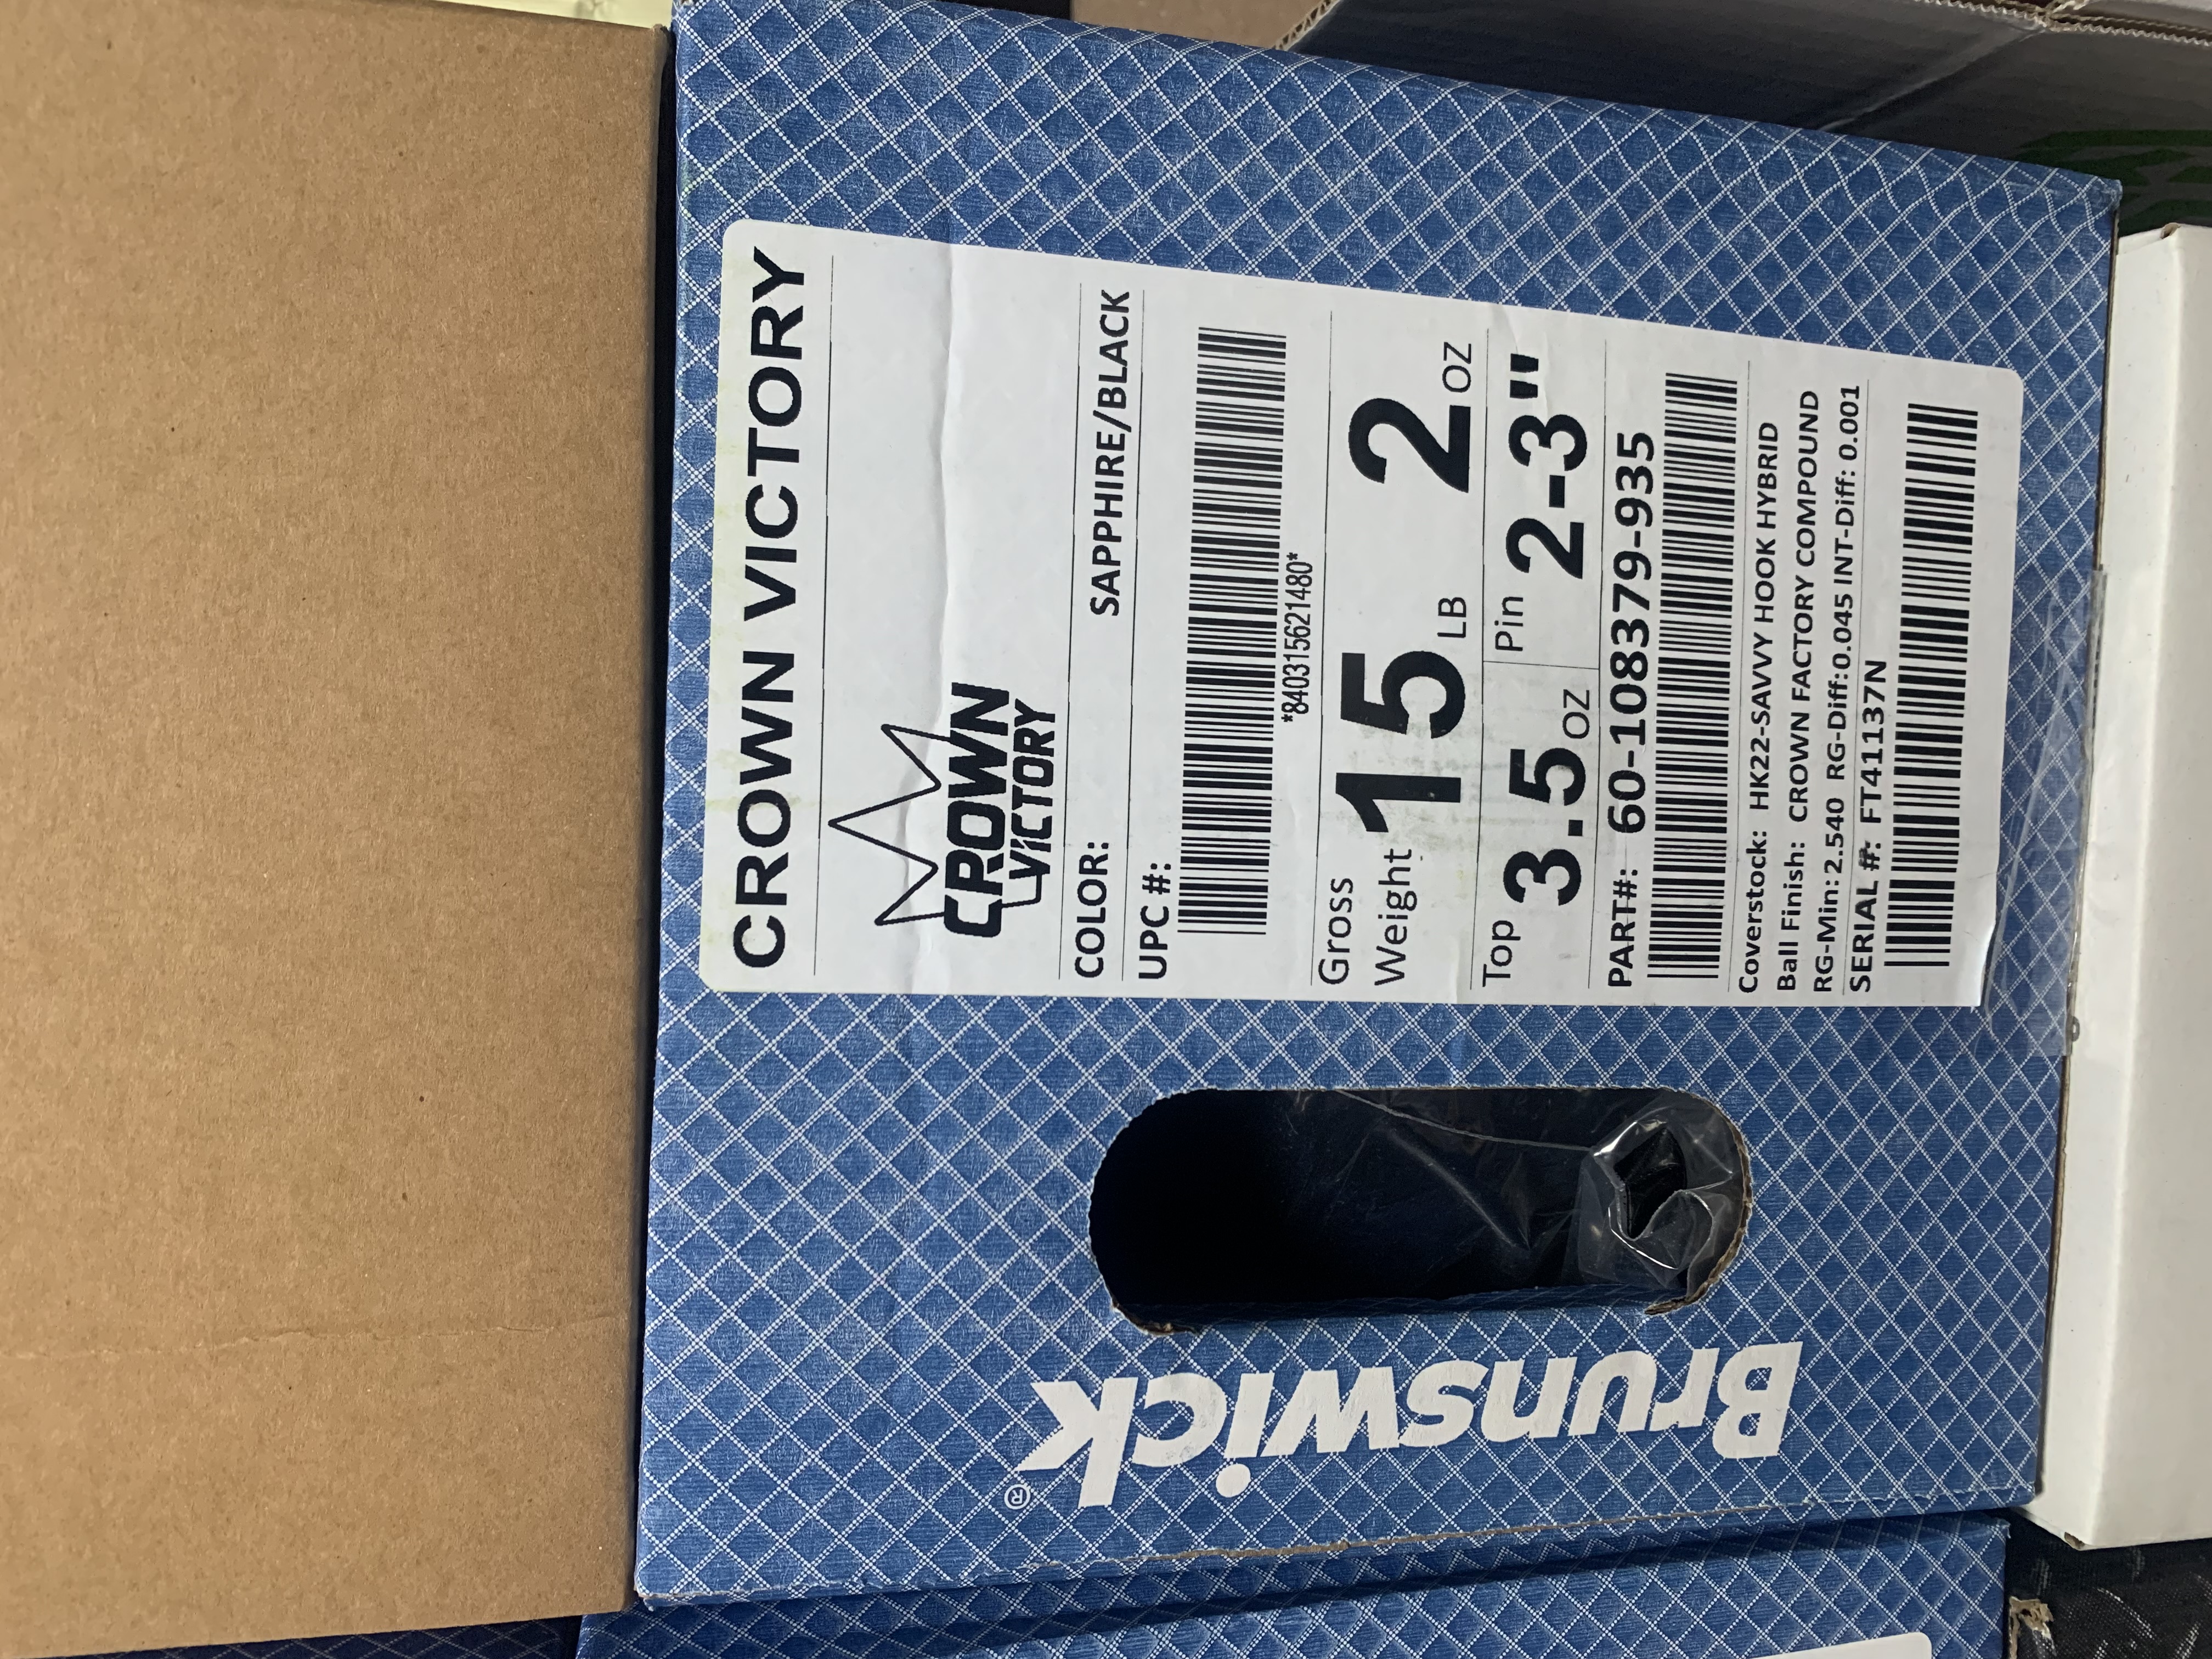 CROWN VICTORY
CROWN
VICTORY
COLOR: SAPPHIRE/BLACK
UPC #:
*840315621480*
Gross
Weight 15 LB 2 OZ
Top 3.5 OZ Pin 2-3"
PART#: 60-108379-935
Coverstock: HK22-SAVVY HOOK HYBRID
Ball Finish: CROWN FACTORY COMPOUND
RG-Min: 2.540 RG-Diff:0.045 INT-Diff: 0.001
SERIAL #: FT41137N
Brunswick®